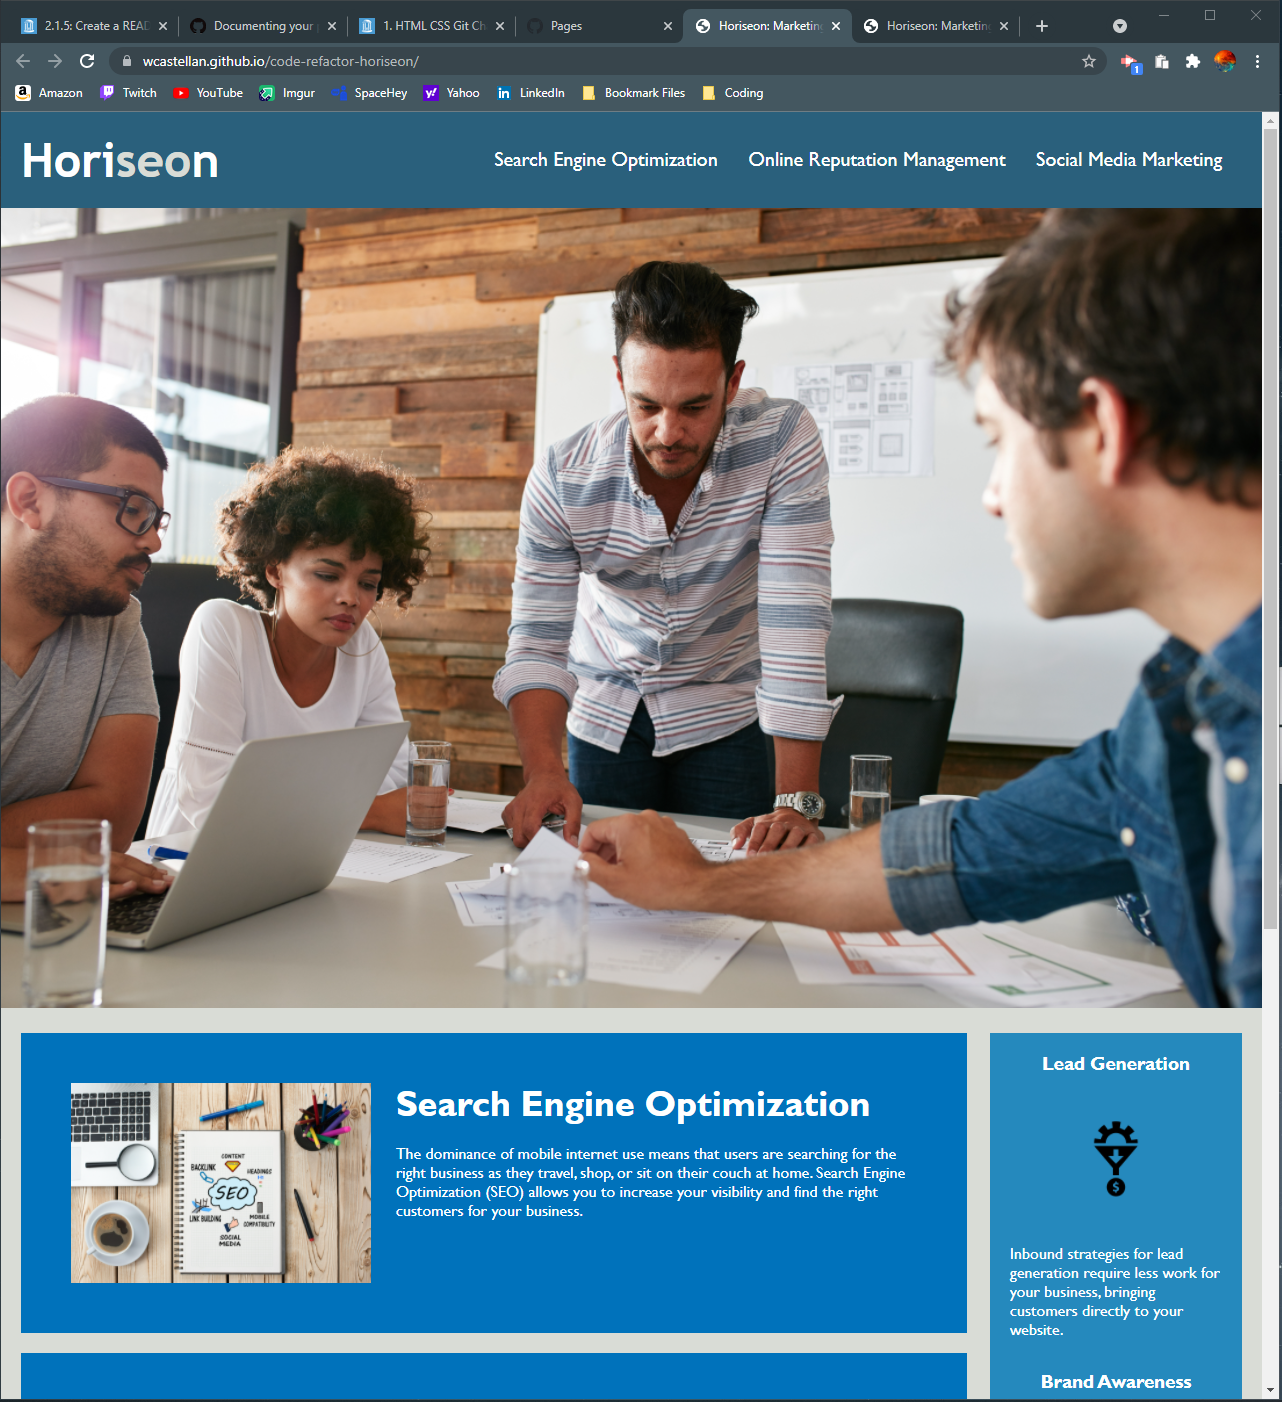 2.1.5: Create a READ
Documenting your
1. HTML CSS Git Ch
Pages
Horiseon: Marketing
Horiseon: Marketing
wcastellan.github.io/code-refactor-horiseon/
1
Amazon
Twitch
YouTube
Imgur
SpaceHey
Yahoo
LinkedIn
Bookmark Files
Coding
Horiseon
Search Engine Optimization
Online Reputation Management
Social Media Marketing
CONTENT
BACKLINK
HEADINGS
SEO
LINK BUILDING
MOBILE
COMPATIBILITY
SOCIAL
MEDIA
Search Engine Optimization
The dominance of mobile internet use means that users are searching for the
right business as they travel, shop, or sit on their couch at home. Search Engine
Optimization (SEO) allows you to increase your visibility and find the right
customers for your business.
Lead Generation
$
Inbound strategies for lead
generation require less work for
your business, bringing
customers directly to your
website.
Brand Awareness